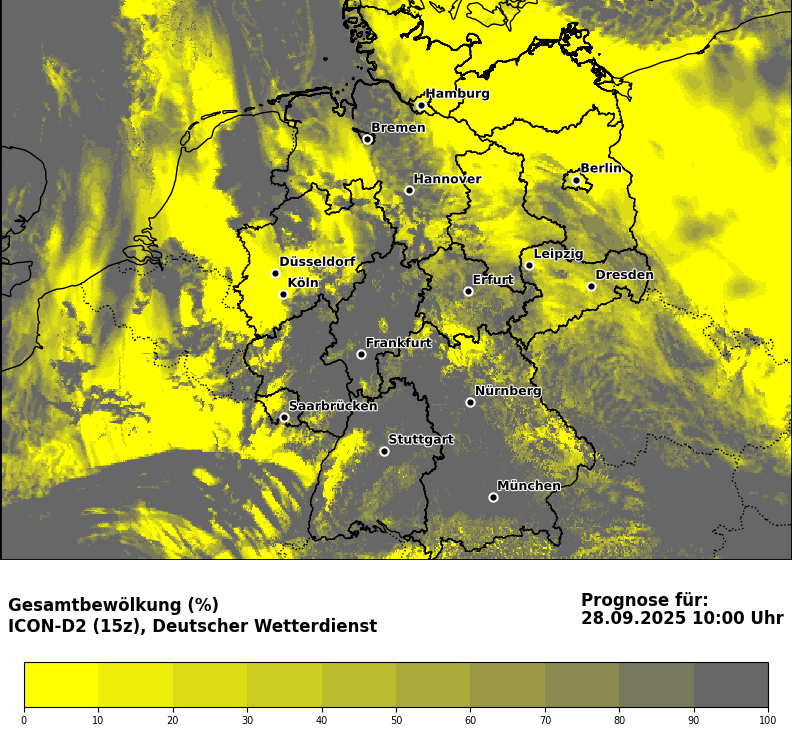 Hamburg
Bremen
Berlin
Hannover
Leipzig
Düsseldorf
Dresden
Köln
Erfurt
Frankfurt
Nürnberg
Saarbrücken
Stuttgart
München
Gesamtbewölkung (%)
ICON-D2 (15z), Deutscher Wetterdienst
Prognose für:
28.09.2025 10:00 Uhr
0 10 20 30 40 50 60 70 80 90 100